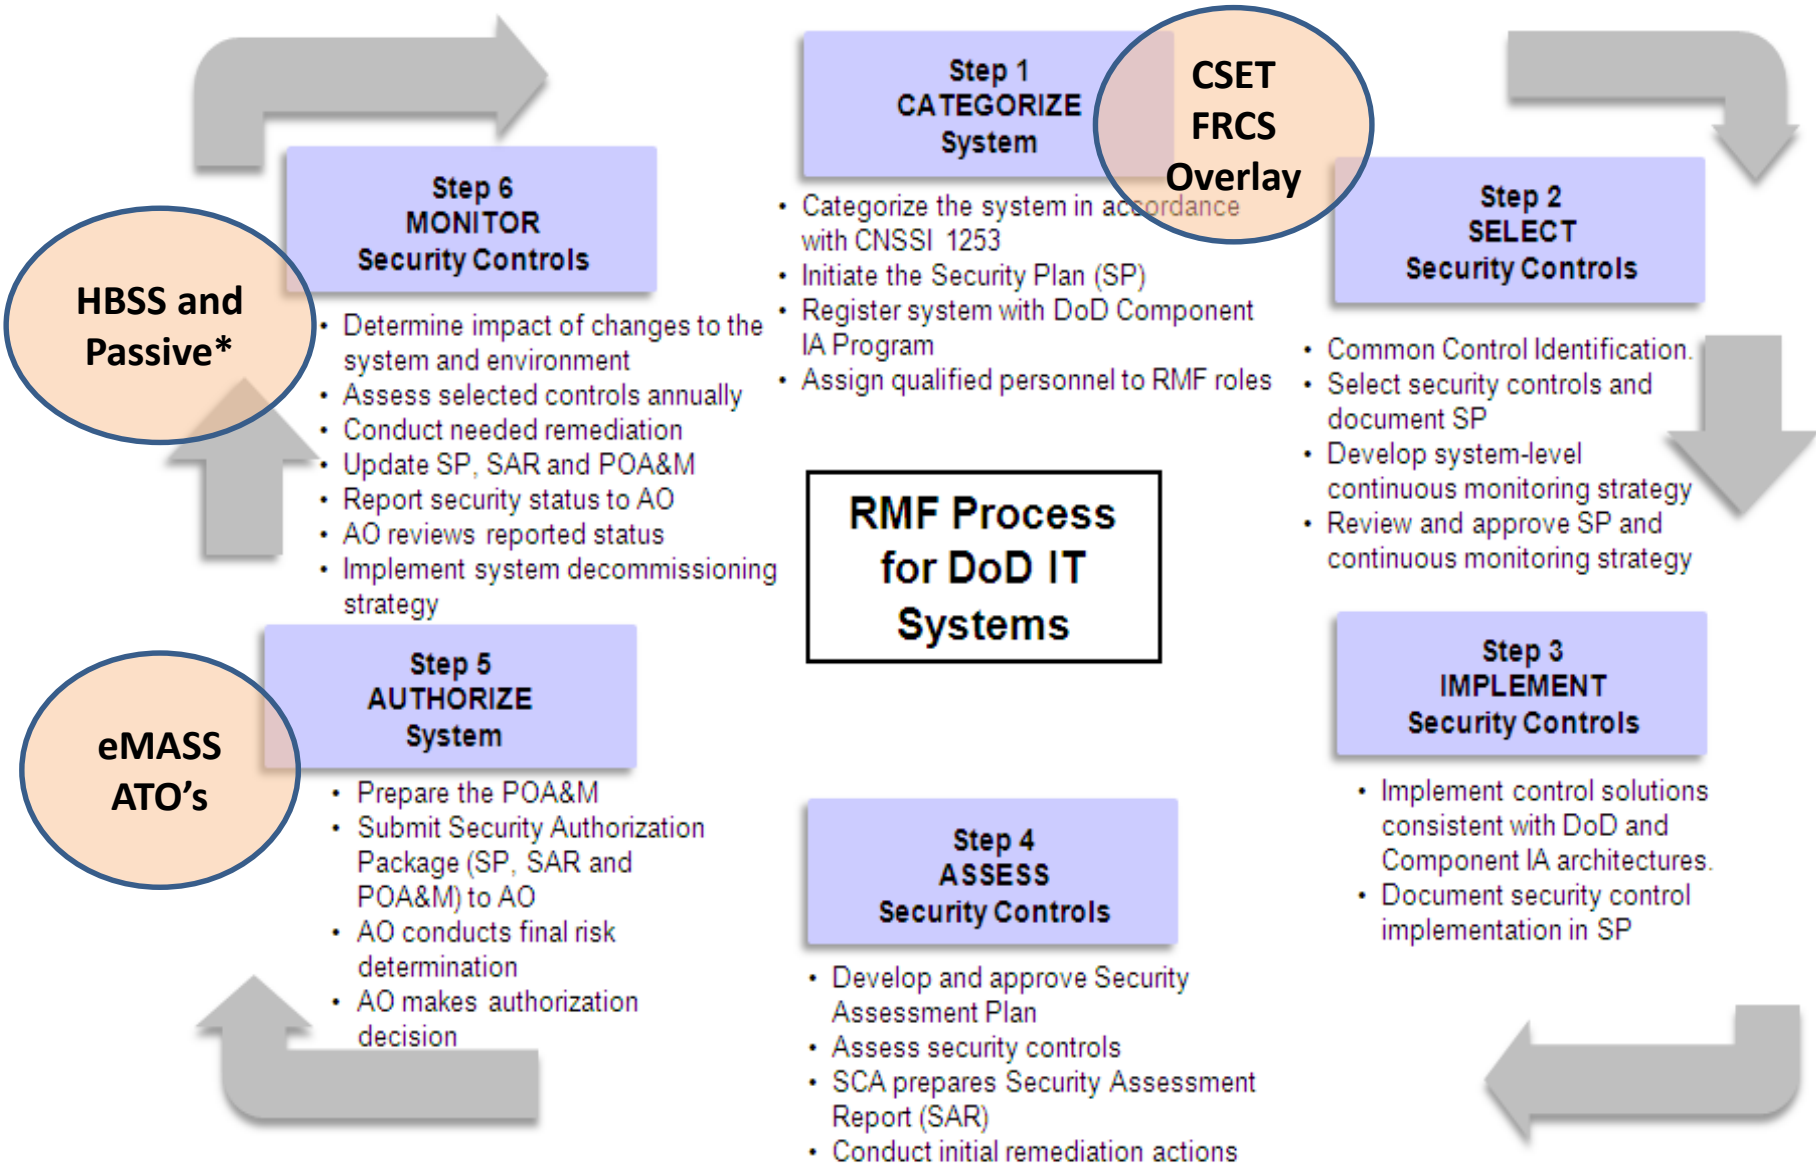 Step 1
CATEGORIZE
System
CSET
FRCS
Overlay
• Categorize the system in accordance
with CNSSI 1253
• Initiate the Security Plan (SP)
• Register system with DoD Component
IA Program
• Assign qualified personnel to RMF roles
Step 2
SELECT
Security Controls
• Common Control Identification.
• Select security controls and
document SP
• Develop system-level
continuous monitoring strategy
• Review and approve SP and
continuous monitoring strategy
Step 3
IMPLEMENT
Security Controls
• Implement control solutions
consistent with DoD and
Component IA architectures.
• Document security control
implementation in SP
Step 4
ASSESS
Security Controls
• Develop and approve Security
Assessment Plan
• Assess security controls
• SCA prepares Security Assessment
Report (SAR)
• Conduct initial remediation actions
Step 5
AUTHORIZE
System
eMASS
ATO’s
• Prepare the POA&M
• Submit Security Authorization
Package (SP, SAR and
POA&M) to AO
• AO conducts final risk
determination
• AO makes authorization
decision
Step 6
MONITOR
Security Controls
HBSS and
Passive*
• Determine impact of changes to the
system and environment
• Assess selected controls annually
• Conduct needed remediation
• Update SP, SAR and POA&M
• Report security status to AO
• AO reviews reported status
• Implement system decommissioning
strategy
RMF Process
for DoD IT
Systems